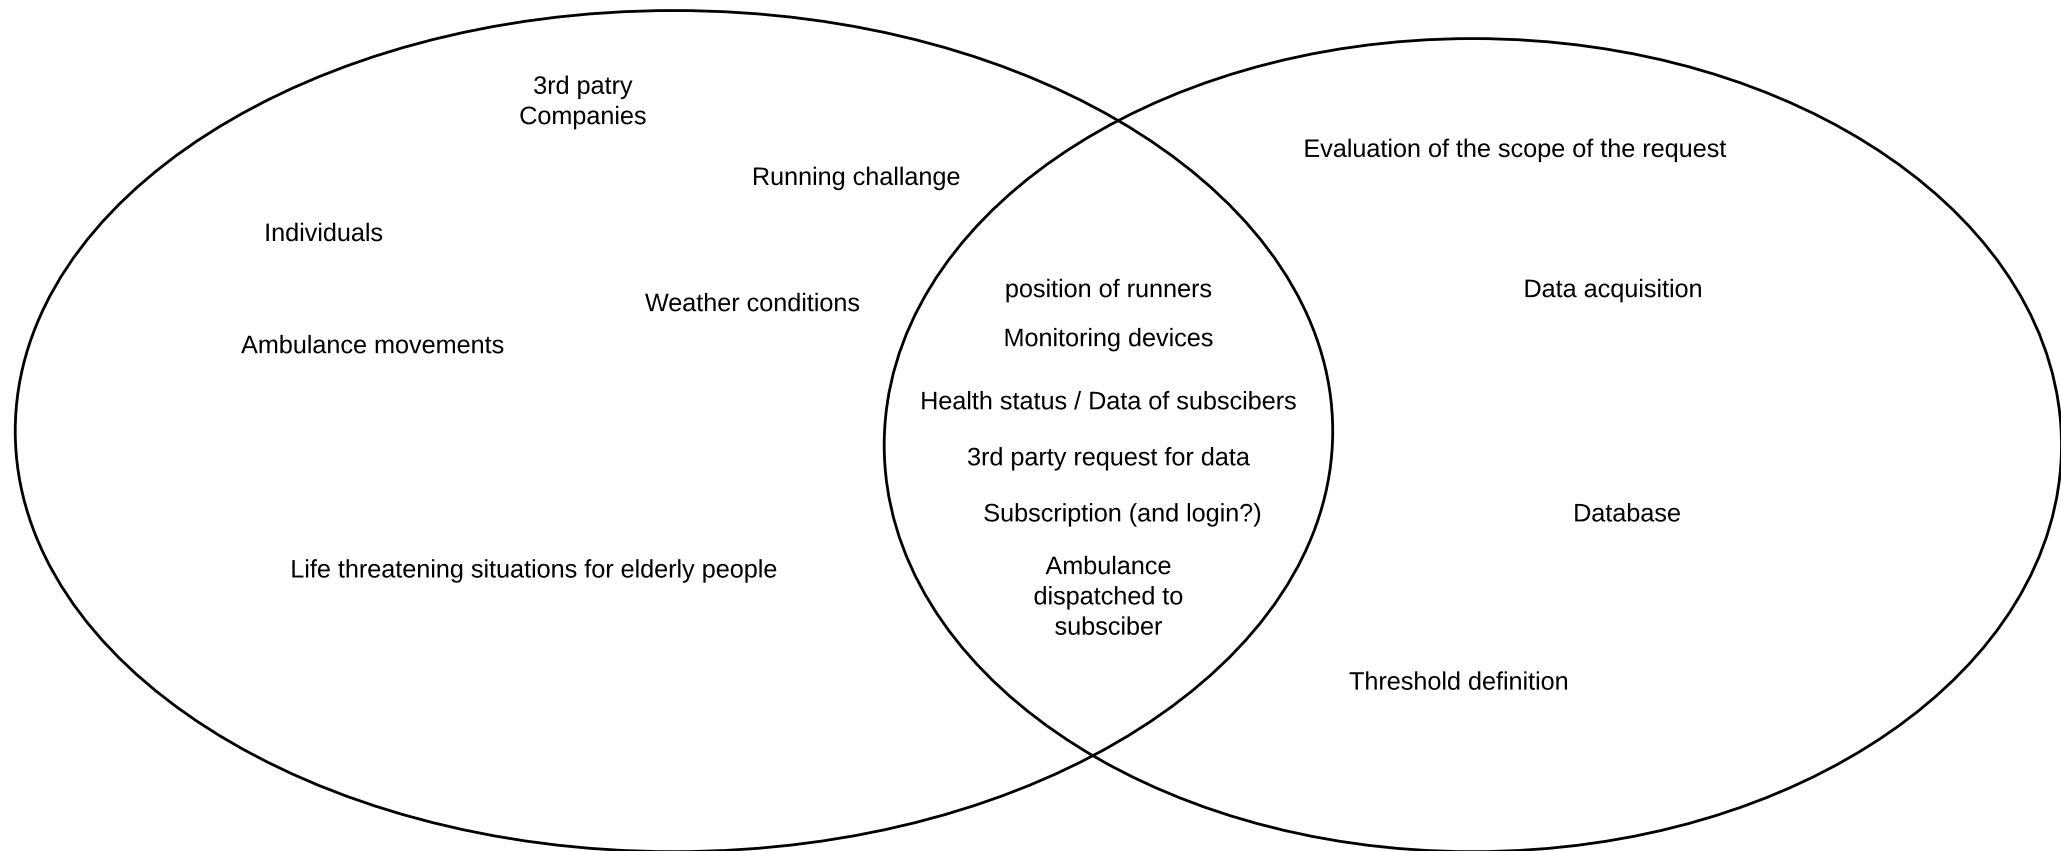 3rd patry
Companies
Running challange
Individuals
Weather conditions
Ambulance movements
Life threatening situations for elderly people
position of runners
Monitoring devices
Health status / Data of subscibers
3rd party request for data
Subscription (and login?)
Ambulance
dispatched to
subsciber
Evaluation of the scope of the request
Data acquisition
Database
Threshold definition